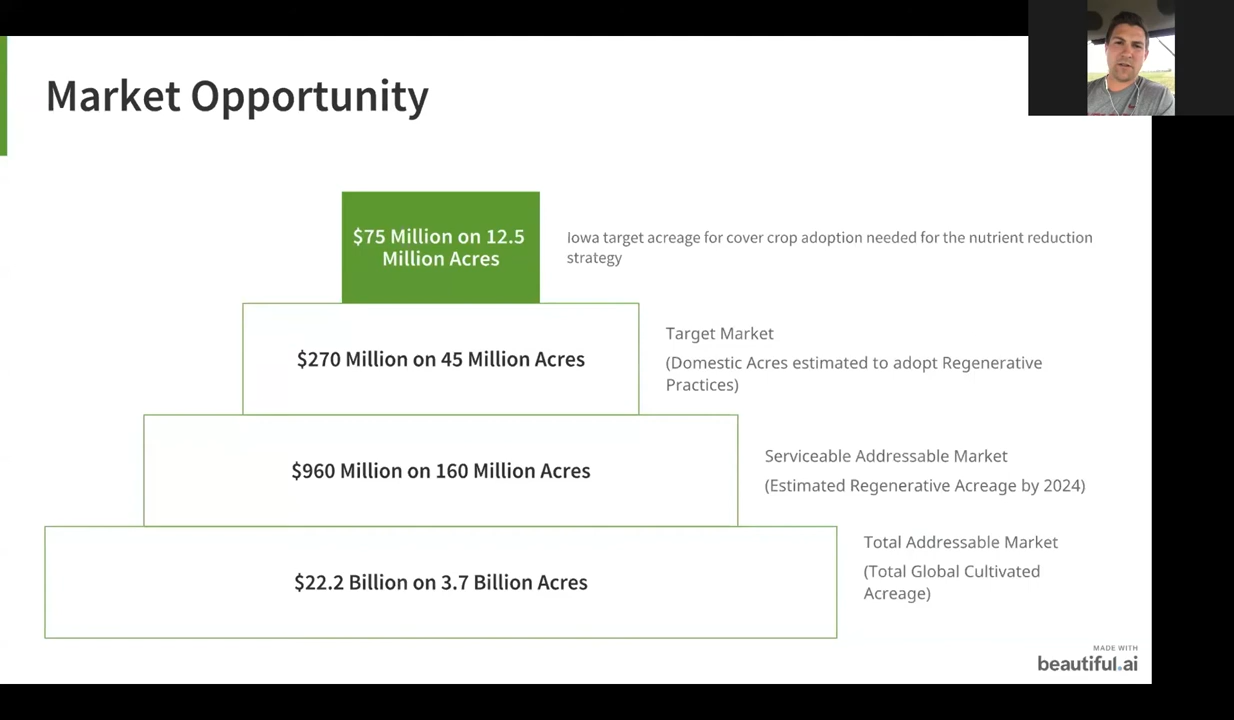 Market Opportunity
$75 Million on 12.5
Million Acres
Iowa target acreage for cover crop adoption needed for the nutrient reduction
strategy
$270 Million on 45 Million Acres
Target Market
(Domestic Acres estimated to adopt Regenerative
Practices)
$960 Million on 160 Million Acres
Serviceable Addressable Market
(Estimated Regenerative Acreage by 2024)
$22.2 Billion on 3.7 Billion Acres
Total Addressable Market
(Total Global Cultivated
Acreage)
MADE WITH
beautiful.ai